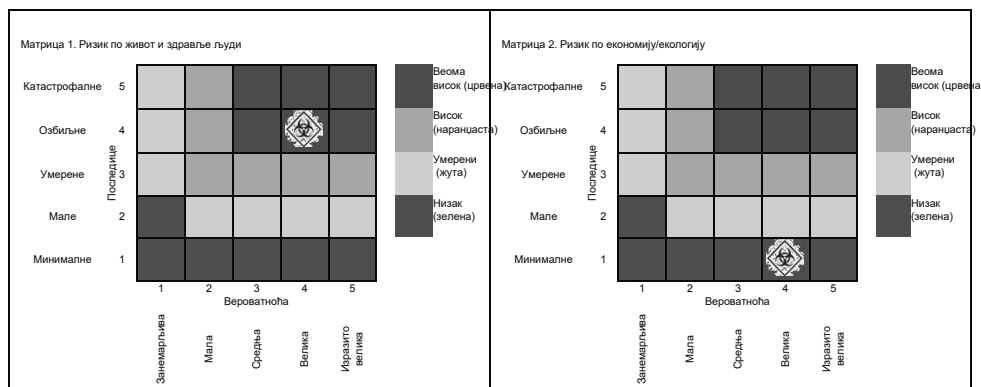 Матрица 1. Ризик по живот и здравље људи
Последице
Катастрофалне 5
Озбиљне 4
Умерене 3
Мале 2
Минималне 1
1 2 3 4 5
Вероватноћа
Занемарљива
Мала
Средња
Велика
Изразито
велика
Веома
висок (црвена)
Висок
(наранџаста)
Умерени
(жута)
Низак
(зелена)
Матрица 2. Ризик по економију/екологију
Последице
Катастрофалне 5
Озбиљне 4
Умерене 3
Мале 2
Минималне 1
1 2 3 4 5
Вероватноћа
Занемарљива
Мала
Средња
Велика
Изразито
велика
Веома
висок (црвена
Висок
(наранџаста)
Умерени
(жута)
Низак
(зелена)